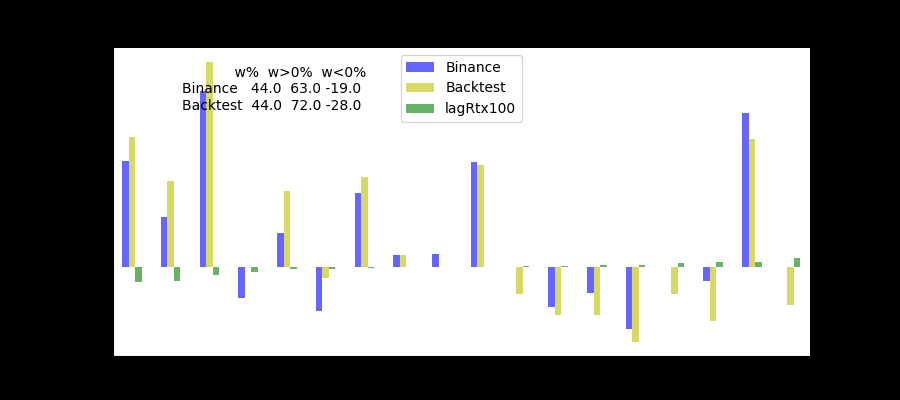 w% w>0% w<0%
Binance 44.0 63.0 -19.0
Backtest 44.0 72.0 -28.0
Binance
Backtest
lagRtx100